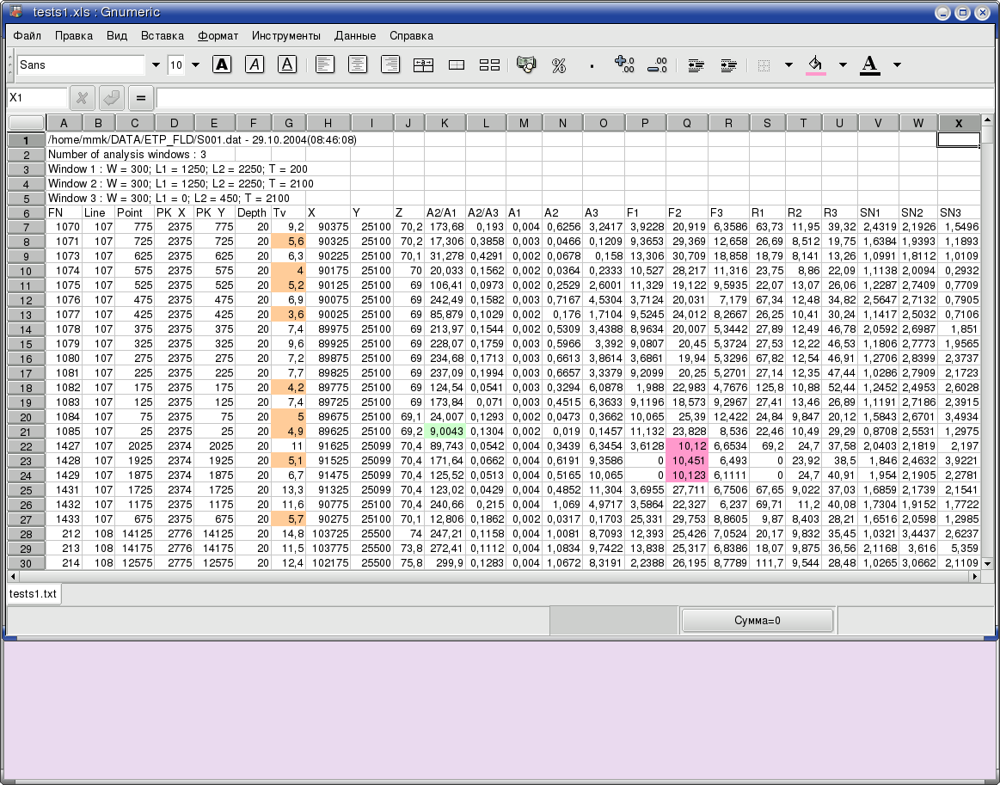 tests1.xls : Gnumeric
Файл Правка Вид Вставка Формат Инструменты Данные Справка
Sans 10 A A A % . +,0 ,00 ,00 ,0 A
X1 =
A B C D E F G H I J K L M N O P Q R S T U V W X
1 /home/mmk/DATA/ETP_FLD/S001.dat - 29.10.2004(08:46:08)
2 Number of analysis windows : 3
3 Window 1 : W = 300; L1 = 1250; L2 = 2250; T = 200
4 Window 2 : W = 300; L1 = 1250; L2 = 2250; T = 2100
5 Window 3 : W = 300; L1 = 0; L2 = 450; T = 2100
6 FN Line Point PK_X PK_Y Depth Tv X Y Z A2/A1 A2/A3 A1 A2 A3 F1 F2 F3 R1 R2 R3 SN1 SN2 SN3
7 1070 107 775 2375 775 20 9,2 90375 25100 70,2 173,68 0,193 0,004 0,6256 3,2417 3,9228 20,919 6,3586 63,73 11,95 39,32 2,4319 2,1926 1,5496
8 1071 107 725 2375 725 20 5,6 90325 25100 70,2 17,306 0,3858 0,003 0,0466 0,1209 9,3653 29,369 12,658 26,69 8,512 19,75 1,6384 1,9393 1,1893
9 1073 107 625 2375 625 20 6,3 90225 25100 70,1 31,278 0,4291 0,002 0,0678 0,158 13,306 30,709 18,858 18,79 8,141 13,26 1,0991 1,8112 1,0109
10 1074 107 575 2375 575 20 4 90175 25100 70 20,033 0,1562 0,002 0,0364 0,2333 10,527 28,217 11,316 23,75 8,86 22,09 1,1138 2,0094 0,2932
11 1075 107 525 2375 525 20 5,2 90125 25100 69 106,41 0,0973 0,002 0,2529 2,6001 11,329 19,122 9,5935 22,07 13,07 26,06 1,2287 2,7409 0,7709
12 1076 107 475 2375 475 20 6,9 90075 25100 69 242,49 0,1582 0,003 0,7167 4,5304 3,7124 20,031 7,179 67,34 12,48 34,82 2,5647 2,7132 0,7905
13 1077 107 425 2375 425 20 3,6 90025 25100 69 85,879 0,1029 0,002 0,176 1,7104 9,5245 24,012 8,2667 26,25 10,41 30,24 1,1417 2,5032 0,7106
14 1078 107 375 2375 375 20 7,4 89975 25100 69 213,97 0,1544 0,002 0,5309 3,4388 8,9634 20,007 5,3442 27,89 12,49 46,78 2,0592 2,6987 1,851
15 1079 107 325 2375 325 20 9,6 89925 25100 69 228,07 0,1759 0,003 0,5966 3,392 9,0807 20,45 5,3724 27,53 12,22 46,53 1,1806 2,7773 1,9565
16 1080 107 275 2375 275 20 7,2 89875 25100 69 234,68 0,1713 0,003 0,6613 3,8614 3,6861 19,94 5,3296 67,82 12,54 46,91 1,2706 2,8399 2,3737
17 1081 107 225 2375 225 20 7,7 89825 25100 69 237,09 0,1994 0,003 0,6657 3,3379 9,2099 20,25 5,2701 27,14 12,35 47,44 1,0286 2,7909 2,1723
18 1082 107 175 2375 175 20 4,2 89775 25100 69 124,54 0,0541 0,003 0,3294 6,0878 1,988 22,983 4,7676 125,8 10,88 52,44 1,2452 2,4953 2,6028
19 1083 107 125 2375 125 20 7,4 89725 25100 69 173,84 0,071 0,003 0,4515 6,3633 9,1196 18,573 9,2967 27,41 13,46 26,89 1,1191 2,7186 2,3915
20 1084 107 75 2375 75 20 5 89675 25100 69,1 24,007 0,1293 0,002 0,0473 0,3662 10,065 25,39 12,422 24,84 9,847 20,12 1,5843 2,6701 3,4934
21 1085 107 25 2375 25 20 4,9 89625 25100 69,2 9,0043 0,1304 0,002 0,019 0,1457 11,132 23,828 8,536 22,46 10,49 29,29 0,8708 2,5531 1,2975
22 1427 107 2025 2374 2025 20 11 91625 25099 70,4 89,743 0,0542 0,004 0,3439 6,3454 3,6128 10,12 6,6534 69,2 24,7 37,58 2,0403 2,1819 2,197
23 1428 107 1925 2374 1925 20 5,1 91525 25099 70,4 171,64 0,0662 0,004 0,6191 9,3586 0 10,451 6,493 0 23,92 38,5 1,846 2,4632 3,9221
24 1429 107 1875 2374 1875 20 6,7 91475 25099 70,4 125,52 0,0513 0,004 0,5165 10,065 0 10,123 6,1111 0 24,7 40,91 1,954 2,1905 2,2781
25 1431 107 1725 2374 1725 20 13,3 91325 25099 70,4 123,02 0,0429 0,004 0,4852 11,304 3,6955 27,711 6,7506 67,65 9,022 37,03 1,6859 2,1739 2,1541
26 1432 107 1175 2375 1175 20 11,6 90775 25100 70,4 240,66 0,215 0,004 1,069 4,9717 3,5864 22,327 6,237 69,71 11,2 40,08 1,7304 1,9152 1,7722
27 1433 107 675 2375 675 20 5,7 90275 25100 70,1 12,806 0,1862 0,002 0,0317 0,1703 25,331 29,753 8,8605 9,87 8,403 28,21 1,6516 2,0598 1,2985
28 212 108 14125 2776 14125 20 14,8 103725 25500 74 247,21 0,1158 0,004 1,0081 8,7093 12,393 25,426 7,0524 20,17 9,832 35,45 1,0321 3,4437 2,6237
29 213 108 14175 2776 14175 20 11,5 103775 25500 73,8 272,41 0,1112 0,004 1,0834 9,7422 13,838 25,317 6,8386 18,07 9,875 36,56 2,1168 3,616 5,359
30 214 108 12575 2775 12575 20 12,4 102175 25500 75,8 299,9 0,1283 0,004 1,0672 8,3191 2,2388 26,195 8,7789 111,7 9,544 28,48 1,0265 3,0662 2,1109
tests1.txt
Сумма=0